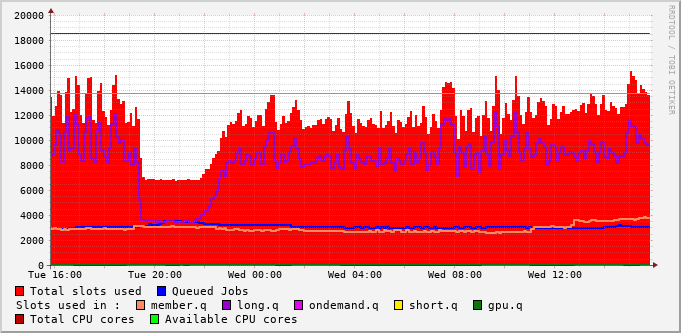 20000
18000
16000
14000
12000
10000
8000
6000
4000
2000
0
Tue 16:00 Tue 20:00 Wed 00:00 Wed 04:00 Wed 08:00 Wed 12:00
Total slots used Queued Jobs
Slots used in : member.q long.q ondemand.q short.q gpu.q
Total CPU cores Available CPU cores
RRDTOOL / TOBI OETIKER